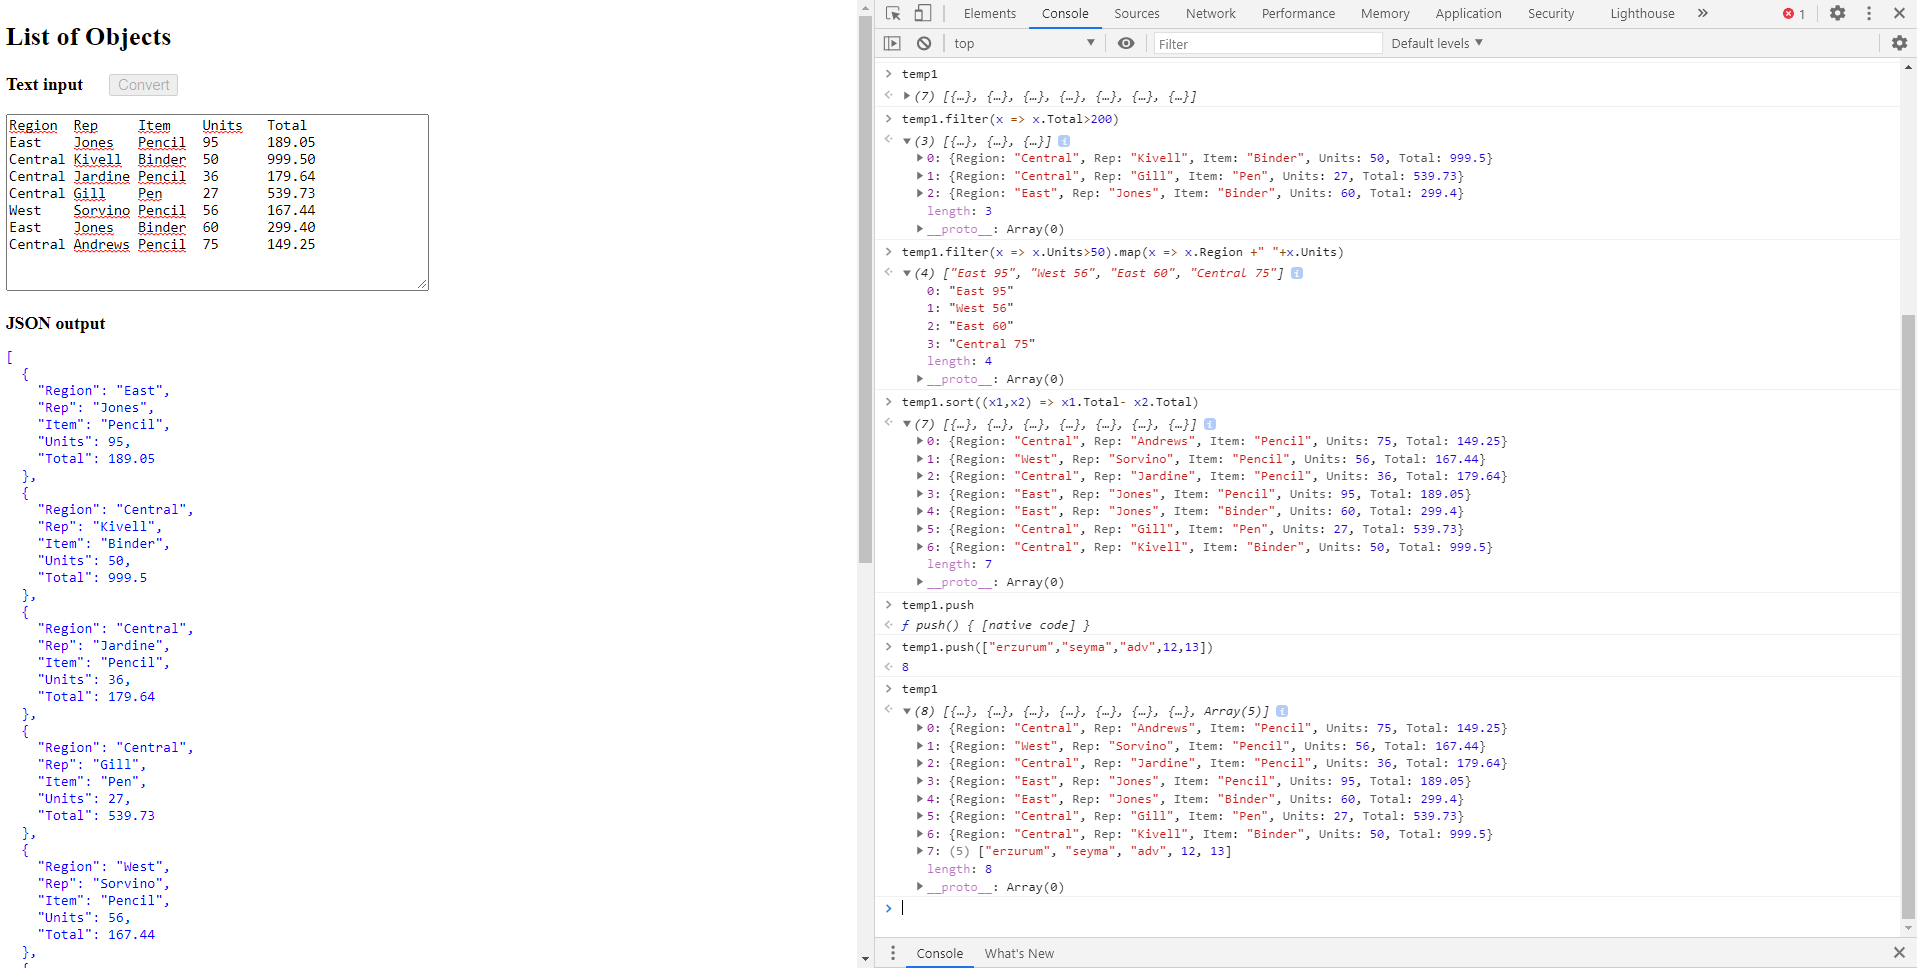 List of Objects
Text input Convert
Region Rep Item Units Total
East Jones Pencil 95 189.05
Central Kivell Binder 50 999.50
Central Jardine Pencil 36 179.64
Central Gill Pen 27 539.73
West Sorvino Pencil 56 167.44
East Jones Binder 60 299.40
Central Andrews Pencil 75 149.25
JSON output
[
{
"Region": "East",
"Rep": "Jones",
"Item": "Pencil",
"Units": 95,
"Total": 189.05
},
{
"Region": "Central",
"Rep": "Kivell",
"Item": "Binder",
"Units": 50,
"Total": 999.5
},
{
"Region": "Central",
"Rep": "Jardine",
"Item": "Pencil",
"Units": 36,
"Total": 179.64
},
{
"Region": "Central",
"Rep": "Gill",
"Item": "Pen",
"Units": 27,
"Total": 539.73
},
{
"Region": "West",
"Rep": "Sorvino",
"Item": "Pencil",
"Units": 56,
"Total": 167.44
},
{
Elements Console Sources Network Performance Memory Application Security Lighthouse » 1
top Filter Default levels
> temp1
(7) [{…}, {…}, {…}, {…}, {…}, {…}, {…}]
> temp1.filter(x => x.Total>200)
(3) [{…}, {…}, {…}] i
0: {Region: "Central", Rep: "Kivell", Item: "Binder", Units: 50, Total: 999.5}
1: {Region: "Central", Rep: "Gill", Item: "Pen", Units: 27, Total: 539.73}
2: {Region: "East", Rep: "Jones", Item: "Binder", Units: 60, Total: 299.4}
length: 3
__proto__: Array(0)
> temp1.filter(x => x.Units>50).map(x => x.Region +" "+x.Units)
(4) ["East 95", "West 56", "East 60", "Central 75"] i
0: "East 95"
1: "West 56"
2: "East 60"
3: "Central 75"
length: 4
__proto__: Array(0)
> temp1.sort((x1,x2) => x1.Total- x2.Total)
(7) [{…}, {…}, {…}, {…}, {…}, {…}, {…}] i
0: {Region: "Central", Rep: "Andrews", Item: "Pencil", Units: 75, Total: 149.25}
1: {Region: "West", Rep: "Sorvino", Item: "Pencil", Units: 56, Total: 167.44}
2: {Region: "Central", Rep: "Jardine", Item: "Pencil", Units: 36, Total: 179.64}
3: {Region: "East", Rep: "Jones", Item: "Pencil", Units: 95, Total: 189.05}
4: {Region: "East", Rep: "Jones", Item: "Binder", Units: 60, Total: 299.4}
5: {Region: "Central", Rep: "Gill", Item: "Pen", Units: 27, Total: 539.73}
6: {Region: "Central", Rep: "Kivell", Item: "Binder", Units: 50, Total: 999.5}
length: 7
__proto__: Array(0)
> temp1.push
ƒ push() { [native code] }
> temp1.push(["erzurum","seyma","adv",12,13])
8
> temp1
(8) [{…}, {…}, {…}, {…}, {…}, {…}, {…}, Array(5)] i
0: {Region: "Central", Rep: "Andrews", Item: "Pencil", Units: 75, Total: 149.25}
1: {Region: "West", Rep: "Sorvino", Item: "Pencil", Units: 56, Total: 167.44}
2: {Region: "Central", Rep: "Jardine", Item: "Pencil", Units: 36, Total: 179.64}
3: {Region: "East", Rep: "Jones", Item: "Pencil", Units: 95, Total: 189.05}
4: {Region: "East", Rep: "Jones", Item: "Binder", Units: 60, Total: 299.4}
5: {Region: "Central", Rep: "Gill", Item: "Pen", Units: 27, Total: 539.73}
6: {Region: "Central", Rep: "Kivell", Item: "Binder", Units: 50, Total: 999.5}
7: (5) ["erzurum", "seyma", "adv", 12, 13]
length: 8
__proto__: Array(0)
>
Console What's New